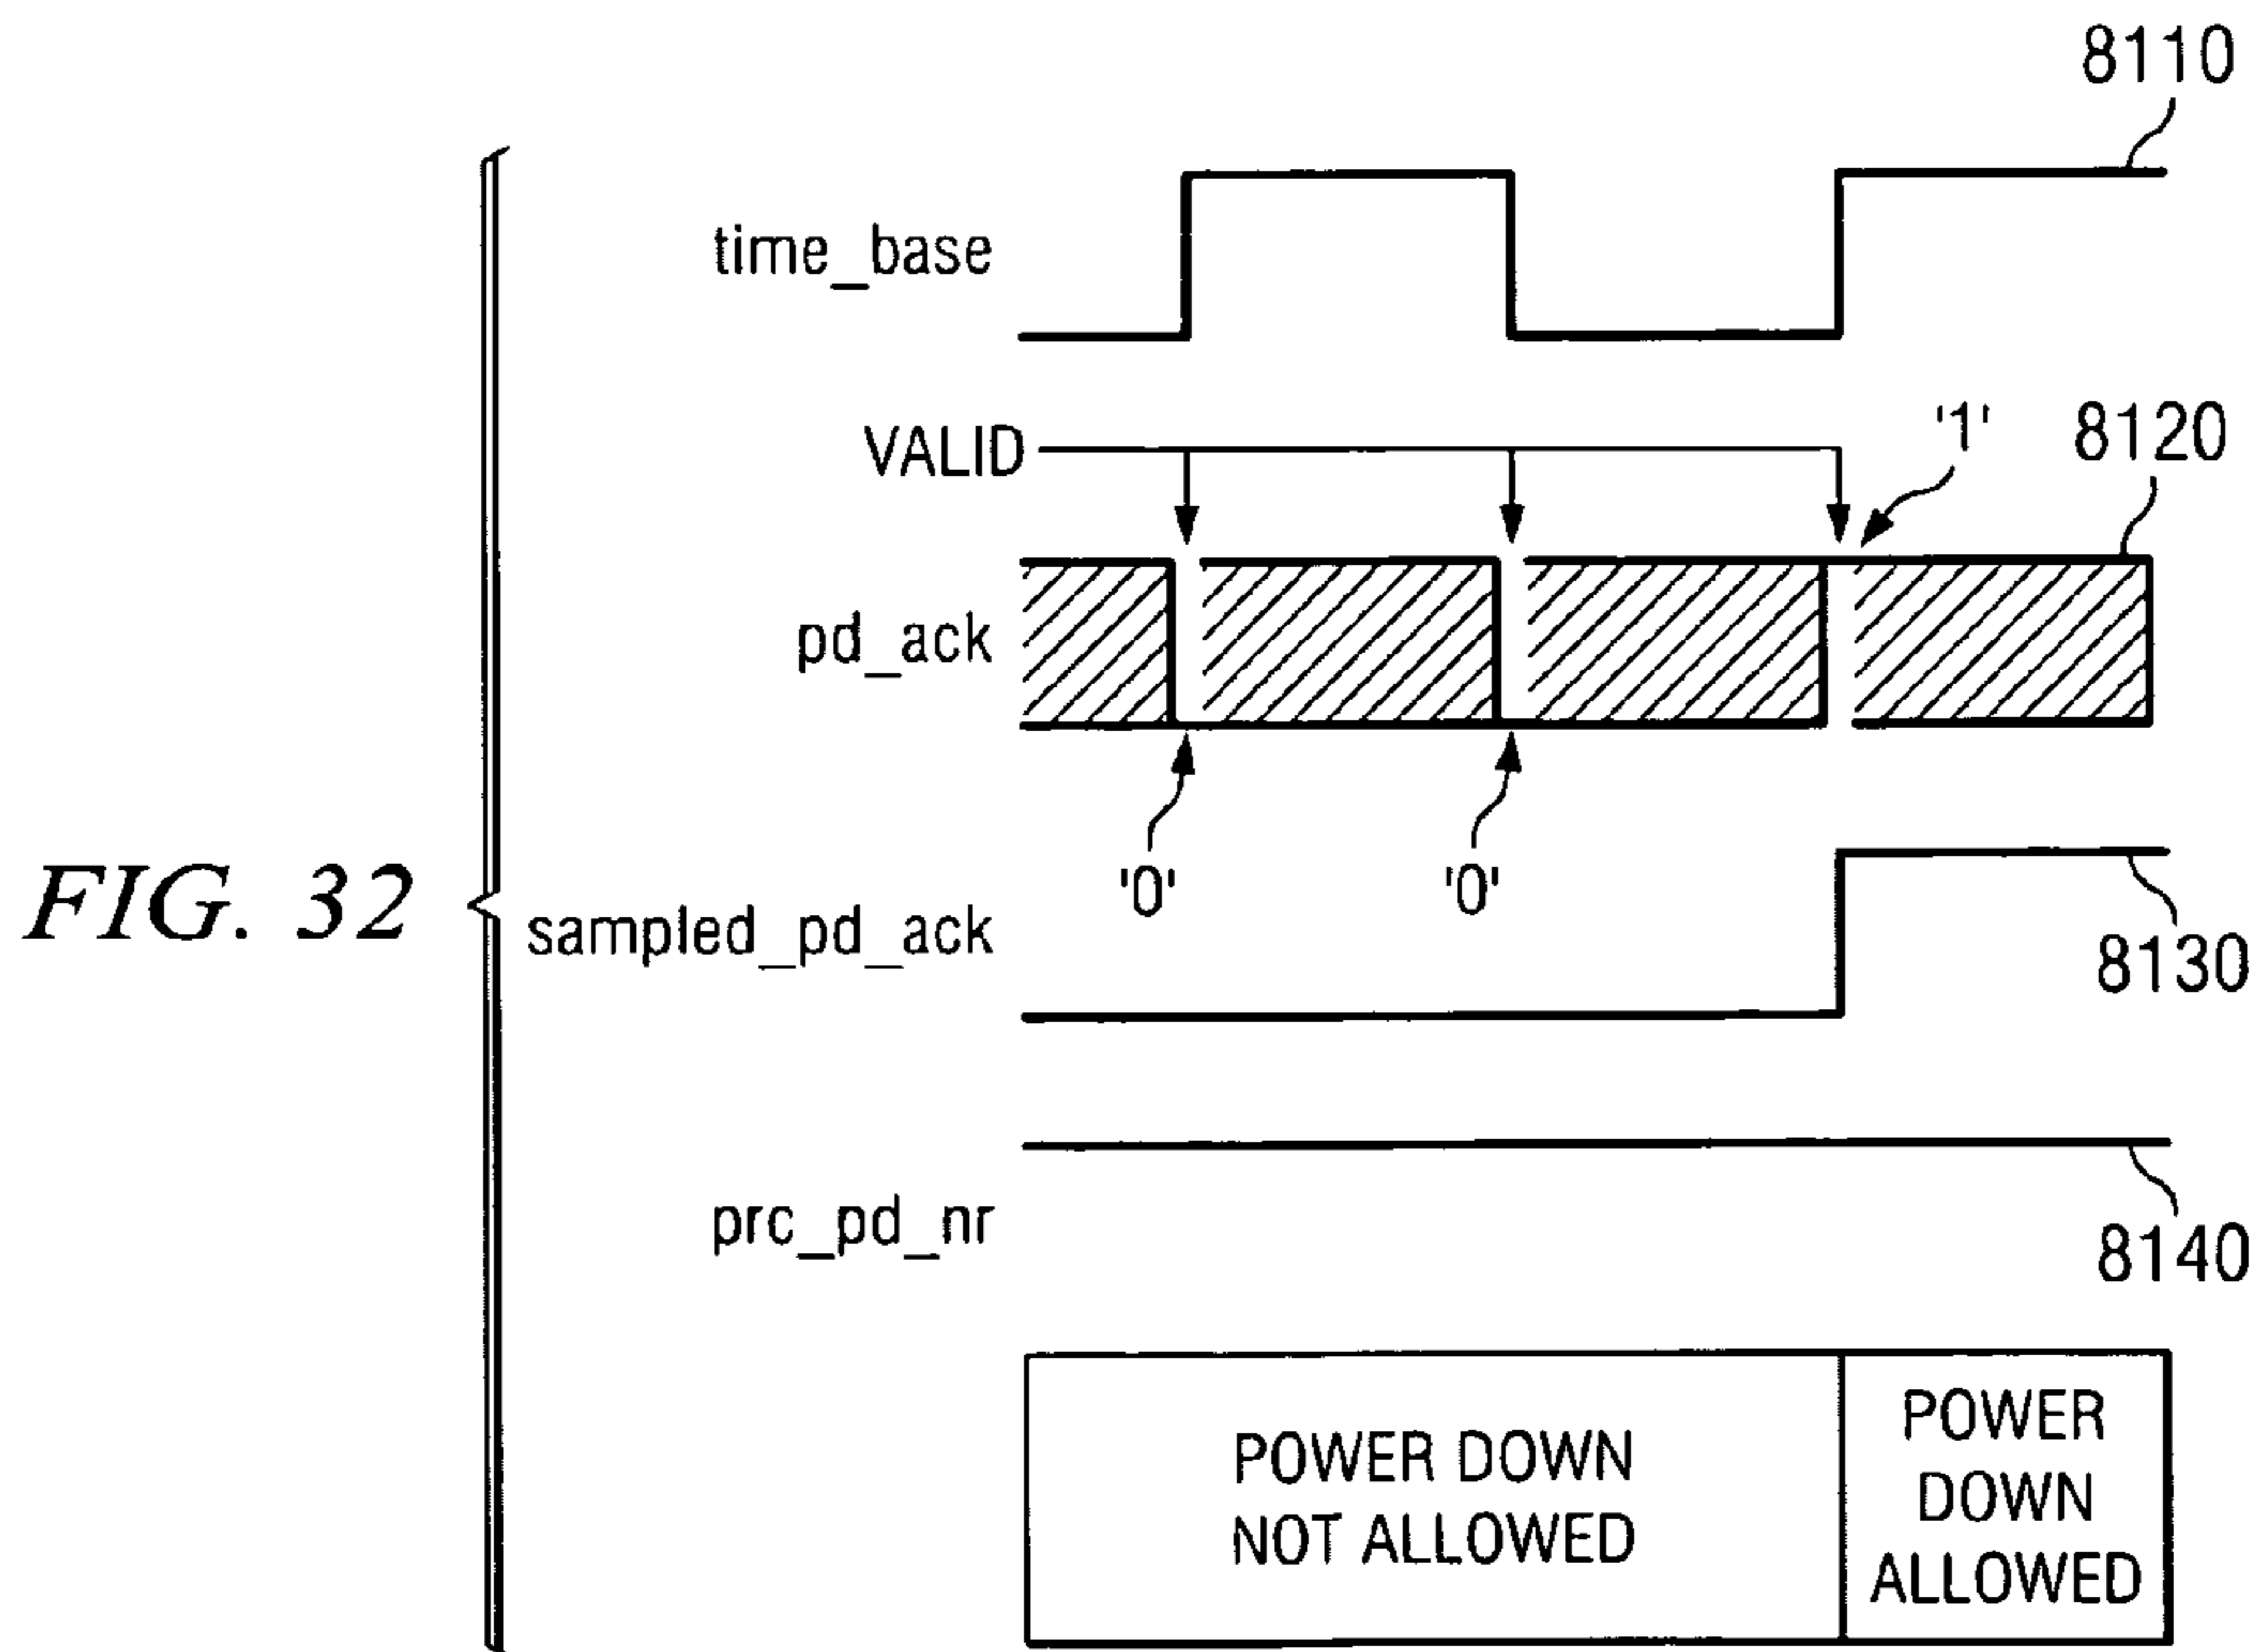 8110
time_base
VALID
'1'
8120
pd_ack
'0'
'0'
FIG. 32
sampled_pd_ack
8130
prc_pd_nr
8140
POWER DOWN
NOT ALLOWED
POWER
DOWN
ALLOWED